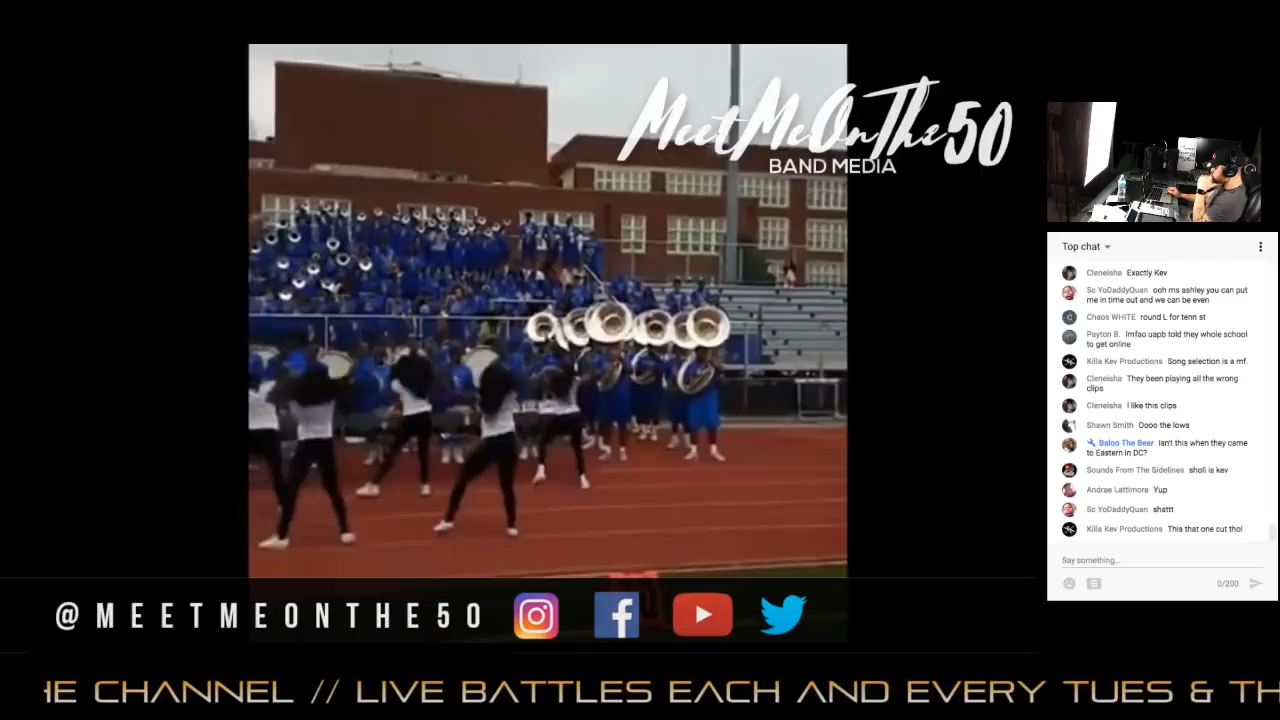 MeetMeOnThe50
BAND MEDIA
Top chat
Cleneisha Exactly Kev
Sc YoDaddyQuan ooh ms ashley you can put
me in time out and we can be even
C Chaos WHITE round L for tenn st
Payton B. lmfao uapb told they whole school
to get online
Killa Kev Productions Song selection is a mf.
Cleneisha They been playing all the wrong
clips
Cleneisha I like this clips
Shawn Smith Oooo the lows
Baloo The Bear Isn't this when they came
to Eastern in DC?
Sounds From The Sidelines sholl is kev
Andrae Lattimore Yup
Sc YoDaddyQuan shattt
Killa Kev Productions This that one cut tho!
Say something...
0/200
@MEETMEONTHE50
HE CHANNEL // LIVE BATTLES EACH AND EVERY TUES & TH